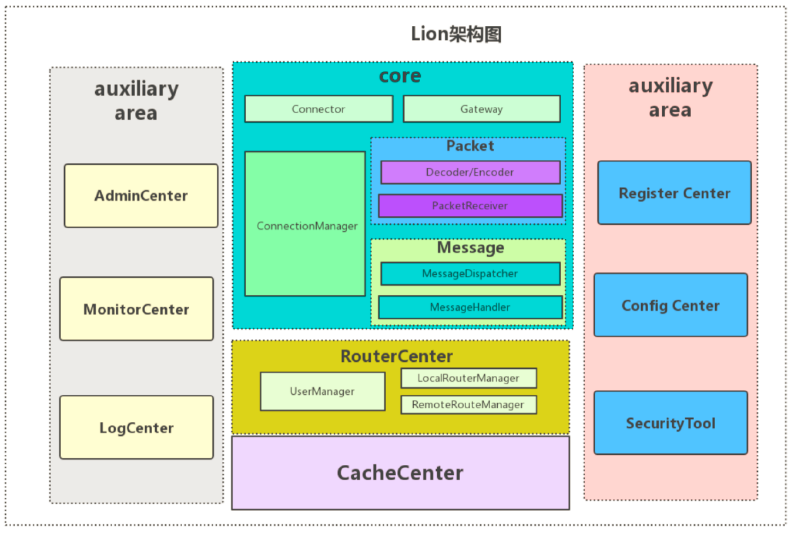 Lion架构图
auxiliary
area
AdminCenter
MonitorCenter
LogCenter
core
Connector
Gateway
ConnectionManager
Packet
Decoder/Encoder
PacketReceiver
Message
MessageDispatcher
MessageHandler
RouterCenter
UserManager
LocalRouterManager
RemoteRouteManager
CacheCenter
auxiliary
area
Register Center
Config Center
SecurityTool